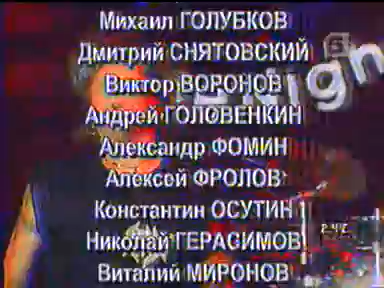 Михаил ГОЛУБКОВ
Дмитрий СНЯТОВСКИЙ
Виктор ВОРОНОВ
Андрей ГОЛОВЕНКИН
Александр ФОМИН
Алексей ФРОЛОВ
Константин ОСУТИН
Николай ГЕРАСИМОВ
Виталий МИРОНОВ